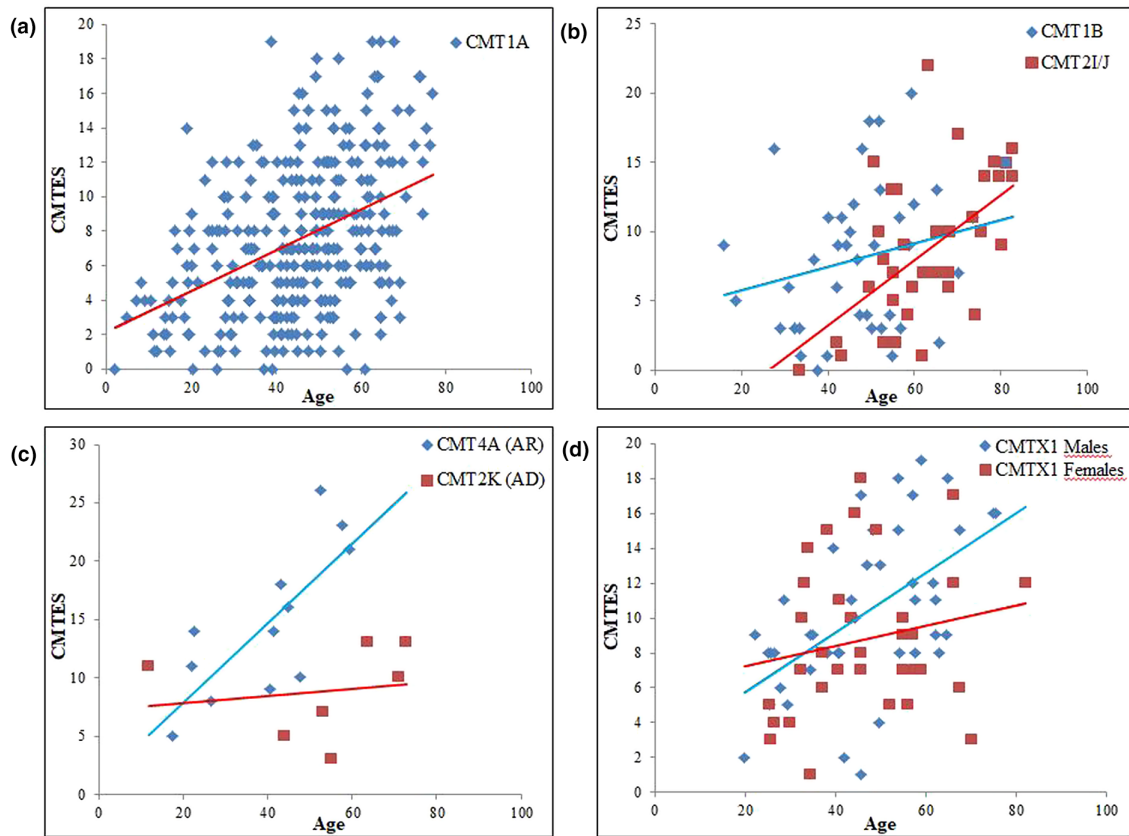 (a)
CMT1A
20
18
16
14
12
10
8
6
4
2
0
CMTES
0 20 40 60 80 100
Age
(b)
CMT1B
CMT2I/J
25
20
15
10
5
0
CMTES
0 20 40 60 80 100
Age
(c)
CMT4A (AR)
CMT2K (AD)
30
25
20
15
10
5
0
CMTES
0 20 40 60 80 100
Age
(d)
CMTX1 Males
CMTX1 Females
20
18
16
14
12
10
8
6
4
2
0
CMTES
0 20 40 60 80 100
Age